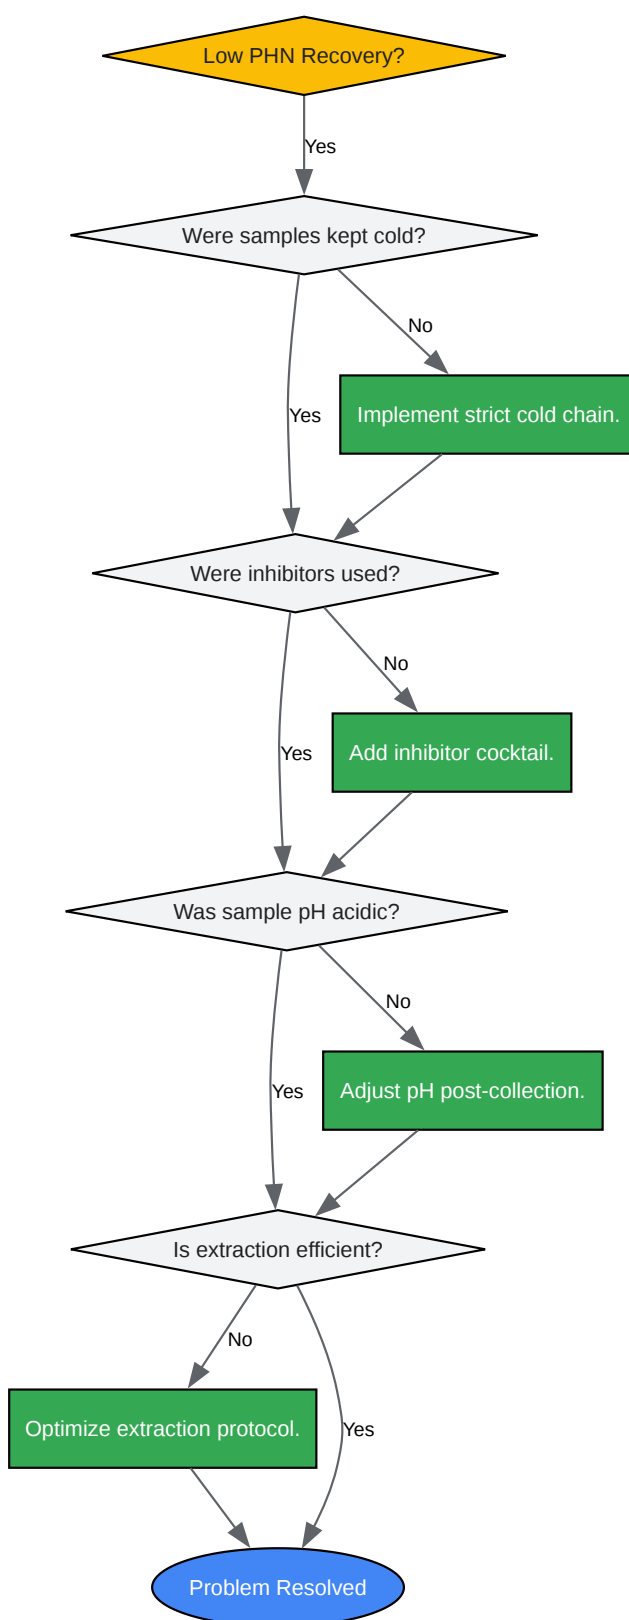 Low PHN Recovery?
Yes
Were samples kept cold?
No
Yes
Implement strict cold chain.
Were inhibitors used?
No
Yes
Add inhibitor cocktail.
Was sample pH acidic?
No
Yes
Adjust pH post-collection.
Is extraction efficient?
No
Optimize extraction protocol.
Yes
Problem Resolved